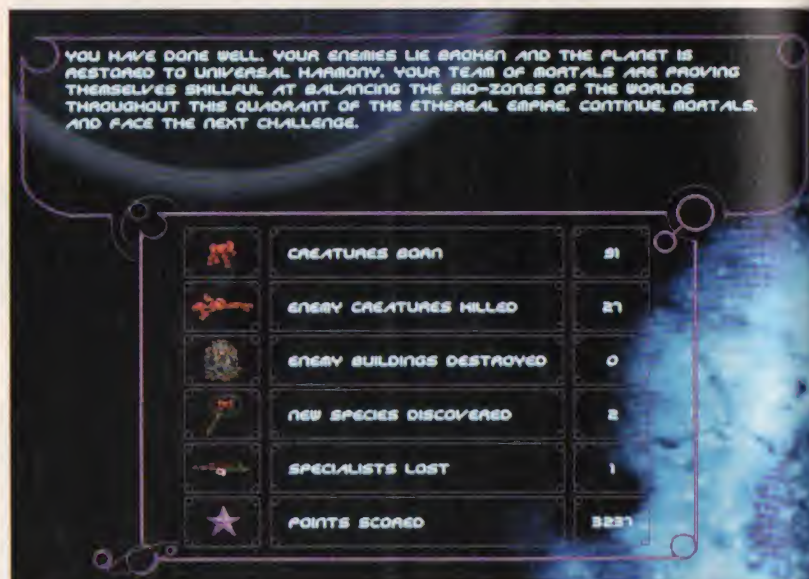 YOU HAVE DONE WELL. YOUR ENEMIES LIE BROKEN AND THE PLANET IS
RESTORED TO UNIVERSAL HARMONY. YOUR TEAM OF MORTALS ARE PROVING
THEMSELVES SKILLFUL AT BALANCING THE BIO-ZONES OF THE WORLDS
THROUGHOUT THIS QUADRANT OF THE ETHEREAL EMPIRE. CONTINUE, MORTALS,
AND FACE THE NEXT CHALLENGE.
CREATURES BORN 91
ENEMY CREATURES KILLED 27
ENEMY BUILDINGS DESTROYED 0
NEW SPECIES DISCOVERED 2
SPECIALISTS LOST 1
POINTS SCORED 3237